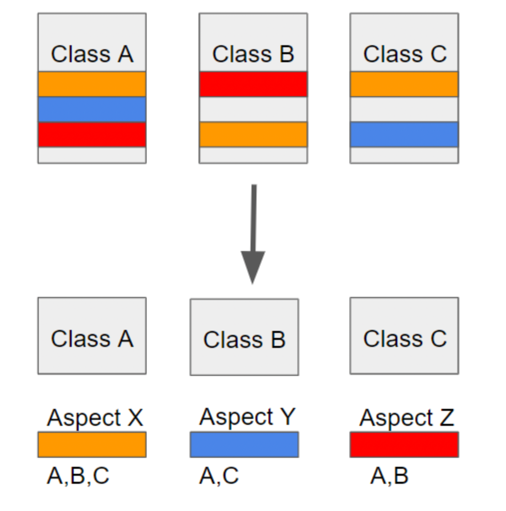 Class A
Class B
Class C
Class A
Class B
Class C
Aspect X
Aspect Y
Aspect Z
A,B,C
A,C
A,B